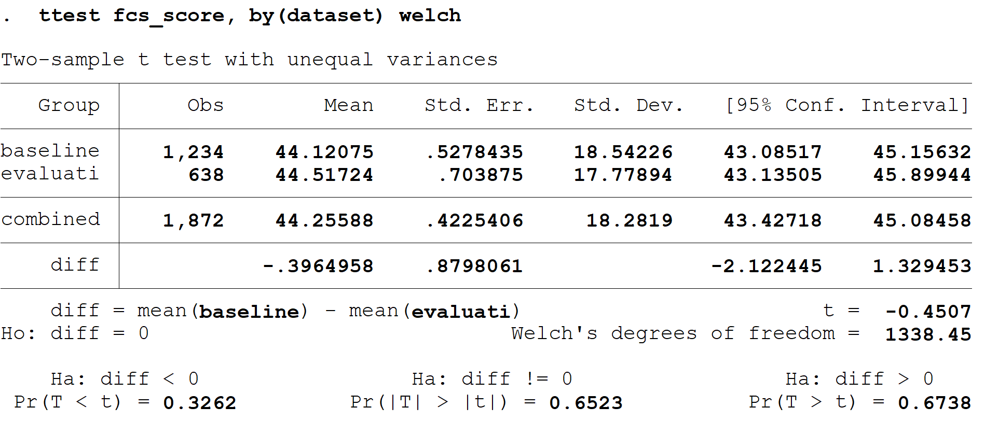 . ttest fcs_score, by(dataset) welch
Two-sample t test with unequal variances
Group Obs Mean Std. Err. Std. Dev. [95% Conf. Interval]
baseline 1,234 44.12075 .5278435 18.54226 43.08517 45.15632
evaluati 638 44.51724 .703875 17.77894 43.13505 45.89944
combined 1,872 44.25588 .4225406 18.2819 43.42718 45.08458
diff -.3964958 .8798061 -2.122445 1.329453
diff = mean(baseline) - mean(evaluati) t = -0.4507
Ho: diff = 0 Welch's degrees of freedom = 1338.45
Ha: diff < 0 Ha: diff != 0 Ha: diff > 0
Pr(T < t) = 0.3262 Pr(|T| > |t|) = 0.6523 Pr(T > t) = 0.6738